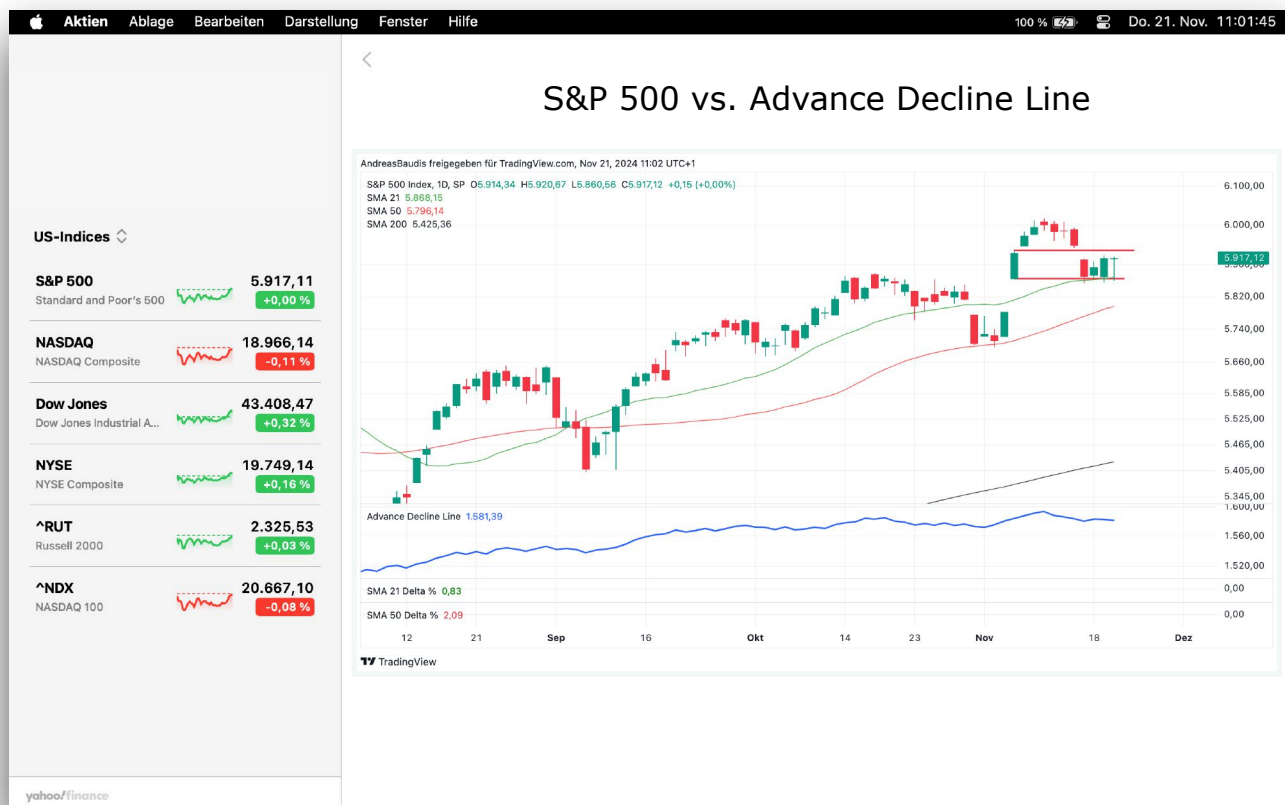 Aktien Ablage Bearbeiten Darstellung Fenster Hilfe 100 % Do. 21. Nov. 11:01:45
S&P 500 vs. Advance Decline Line
US-Indices
S&P 500 5.917,11
Standard and Poor's 500 +0,00 %
NASDAQ 18.966,14
NASDAQ Composite -0,11 %
Dow Jones 43.408,47
Dow Jones Industrial A... +0,32 %
NYSE 19.749,14
NYSE Composite +0,16 %
^RUT 2.325,53
Russell 2000 +0,03 %
^NDX 20.667,10
NASDAQ 100 -0,08 %
yahoo!finance
AndreasBaudis freigegeben für TradingView.com, Nov 21, 2024 11:02 UTC+1
S&P 500 Index, 1D, SP O5.914,34 H5.920,67 L5.860,56 C5.917,12 +0,15 (+0,00%)
SMA 21 5.868,15
SMA 50 5.796,14
SMA 200 5.425,36
6.100,00
6.000,00
5.917,12
5.900,00
5.820,00
5.740,00
5.660,00
5.585,00
5.525,00
5.465,00
5.405,00
5.345,00
Advance Decline Line 1.581,39
1.600,00
1.560,00
1.520,00
SMA 21 Delta % 0,83 0,00
SMA 50 Delta % 2,09 0,00
12 21 Sep 16 Okt 14 23 Nov 18 Dez
TradingView